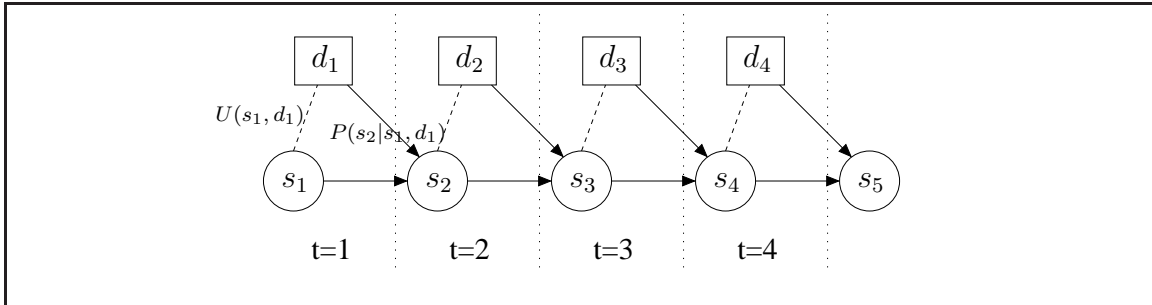 d₁ d₂ d₃ d₄
U(s₁, d₁)
P(s₂|s₁, d₁)
s₁ s₂ s₃ s₄ s₅
t=1 t=2 t=3 t=4